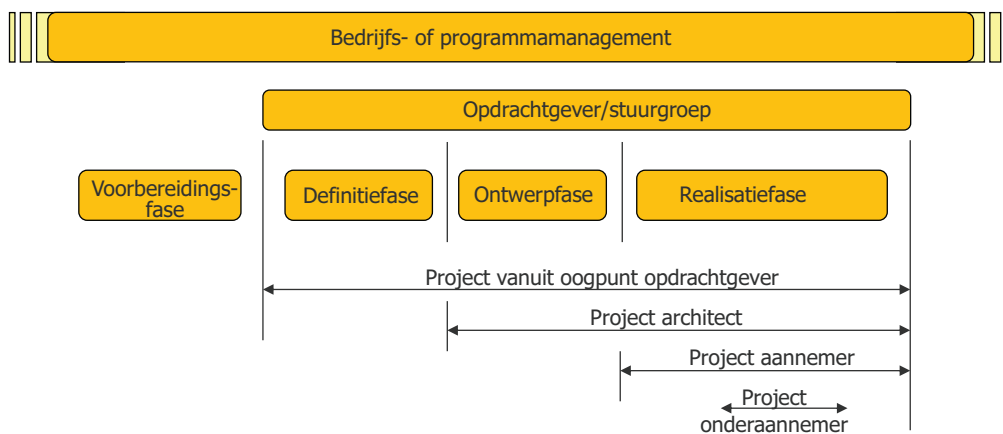 Bedrijfs- of programmamanagement
Opdrachtgever/stuurgroep
Voorbereidings-
fase
Definitiefase
Ontwerpfase
Realisatiefase
Project vanuit oogpunt opdrachtgever
Project architect
Project aannemer
Project
onderaannemer